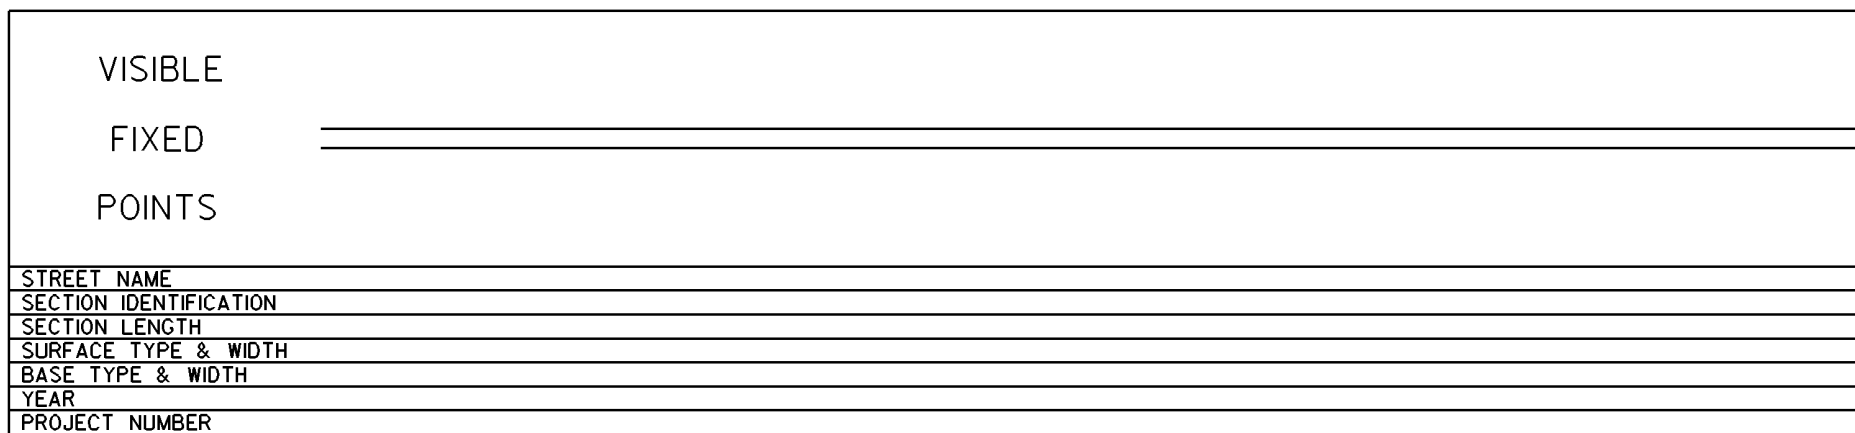 VISIBLE
FIXED
POINTS
STREET NAME
SECTION IDENTIFICATION
SECTION LENGTH
SURFACE TYPE & WIDTH
BASE TYPE & WIDTH
YEAR
PROJECT NUMBER